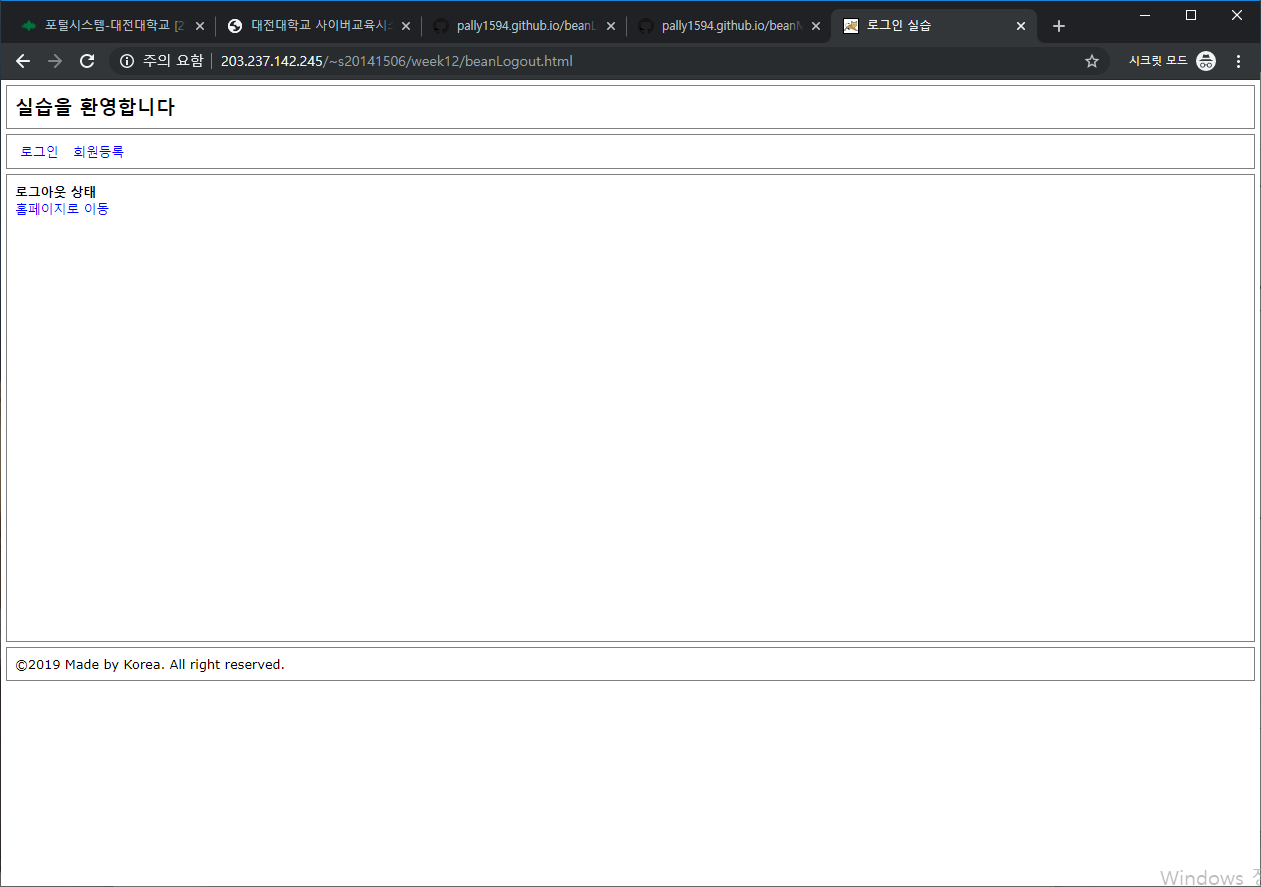 포털시스템-대전대학교 [2
대전대학교 사이버교육시스
pally1594.github.io/beanL
pally1594.github.io/beanM
로그인 실습
주의 요함 203.237.142.245/~s20141506/week12/beanLogout.html
시크릿 모드
실습을 환영합니다
로그인 회원등록
로그아웃 상태
홈페이지로 이동
©2019 Made by Korea. All right reserved.
Windows 정